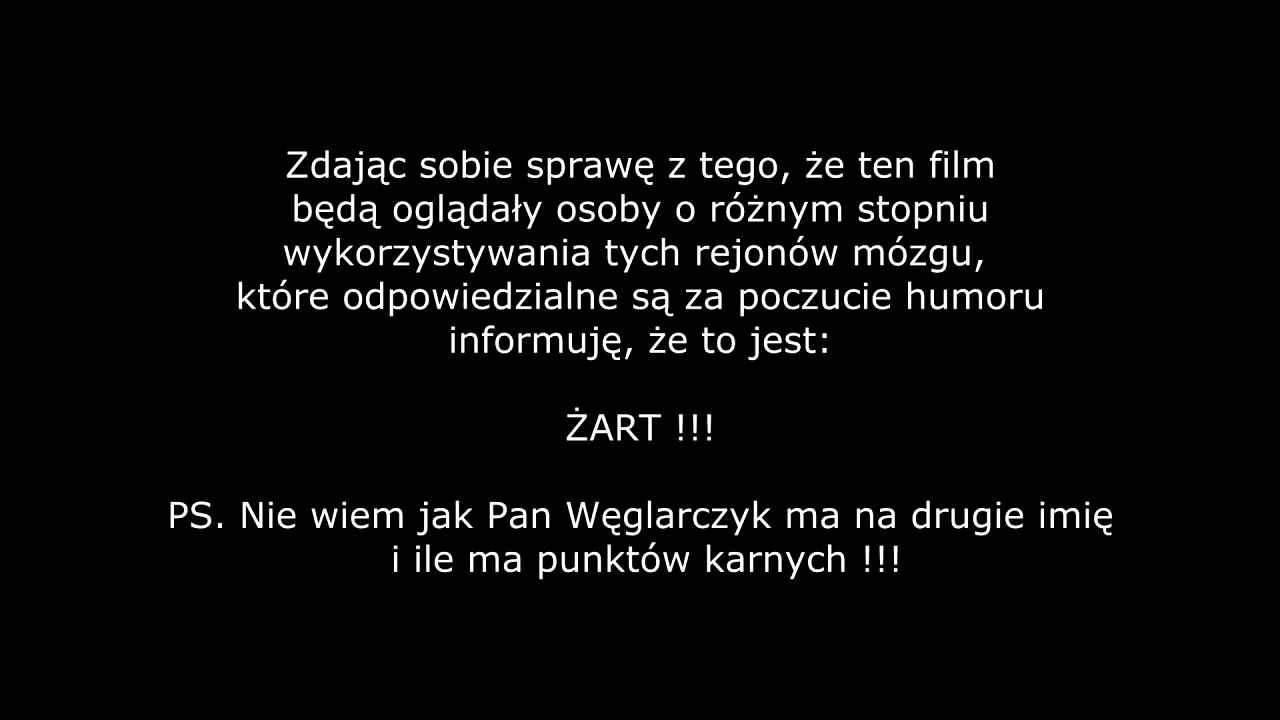 Zdając sobie sprawę z tego, że ten film
będą oglądały osoby o różnym stopniu
wykorzystywania tych rejonów mózgu,
które odpowiedzialne są za poczucie humoru
informuję, że to jest:
ŻART !!!
PS. Nie wiem jak Pan Węglarczyk ma na drugie imię
i ile ma punktów karnych !!!